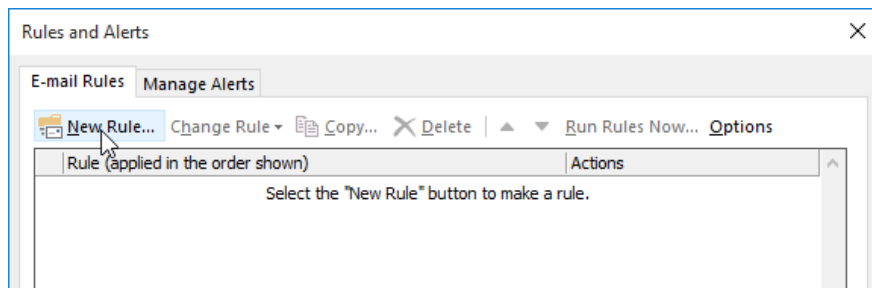 Rules and Alerts
E-mail Rules Manage Alerts
New Rule... Change Rule Copy... Delete Run Rules Now... Options
Rule (applied in the order shown) Actions
Select the "New Rule" button to make a rule.